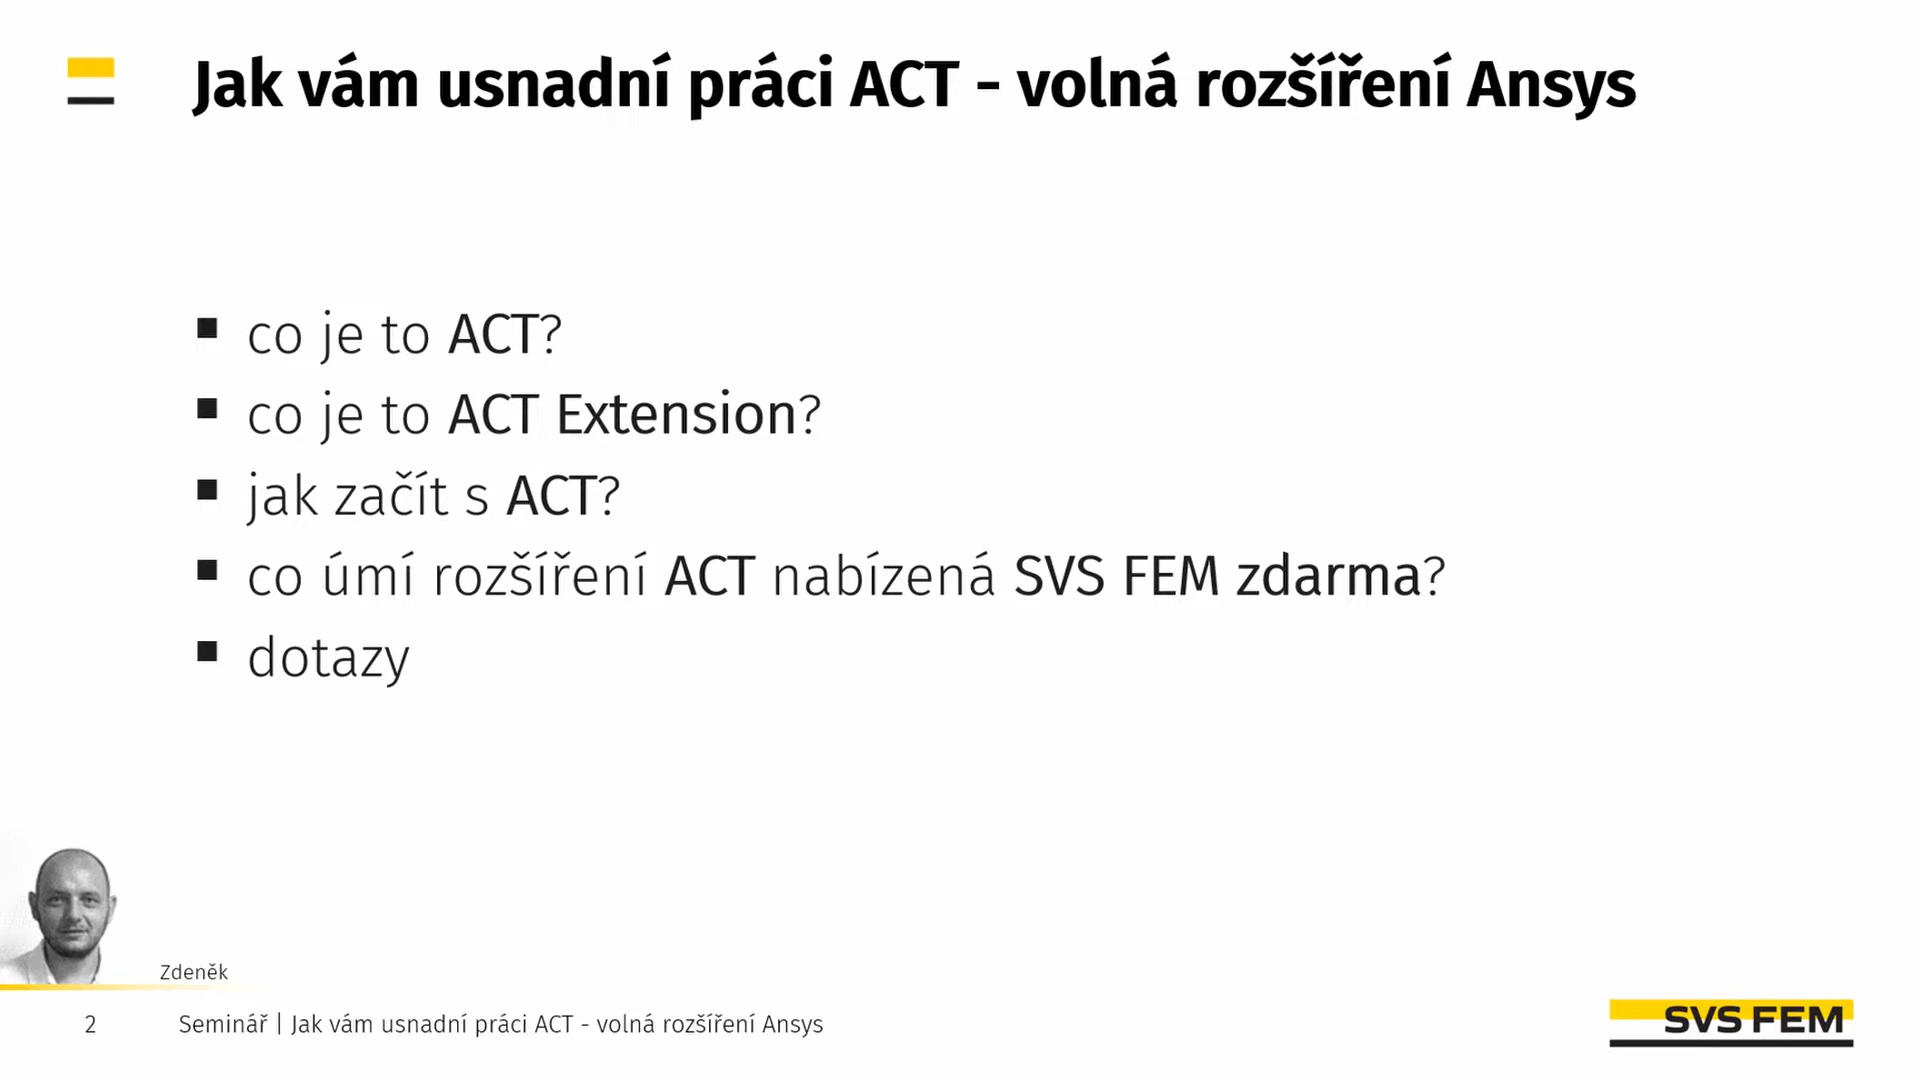 Jak vám usnadní práci ACT - volná rozšíření Ansys
▪ co je to ACT?
▪ co je to ACT Extension?
▪ jak začít s ACT?
▪ co úmí rozšíření ACT nabízená SVS FEM zdarma?
▪ dotazy
Zdeněk
2 Seminář | Jak vám usnadní práci ACT - volná rozšíření Ansys
SVS FEM